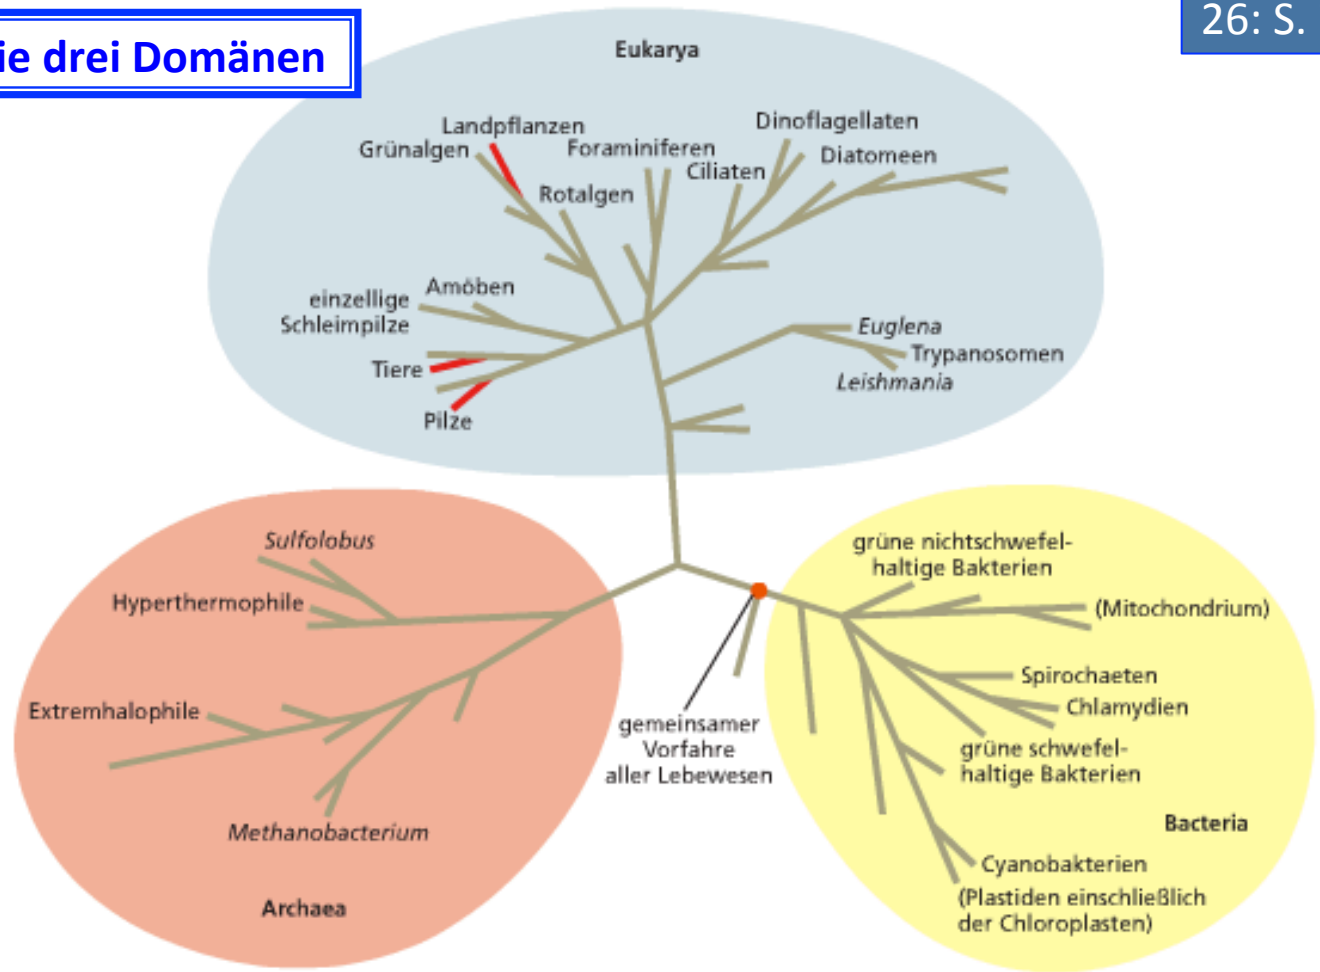 ie drei Domänen
26: S.
Eukarya
Landpflanzen
Grünalgen
Foraminiferen
Dinoflagellaten
Diatomeen
Ciliaten
Rotalgen
Amöben
einzellige
Schleimpilze
Tiere
Pilze
Euglena
Trypanosomen
Leishmania
Sulfolobus
Hyperthermophile
Extremhalophile
Methanobacterium
Archaea
gemeinsamer
Vorfahre
aller Lebewesen
grüne nichtschwefel-
haltige Bakterien
(Mitochondrium)
Spirochaeten
Chlamydien
grüne schwefel-
haltige Bakterien
Bacteria
Cyanobakterien
(Plastiden einschließlich
der Chloroplasten)